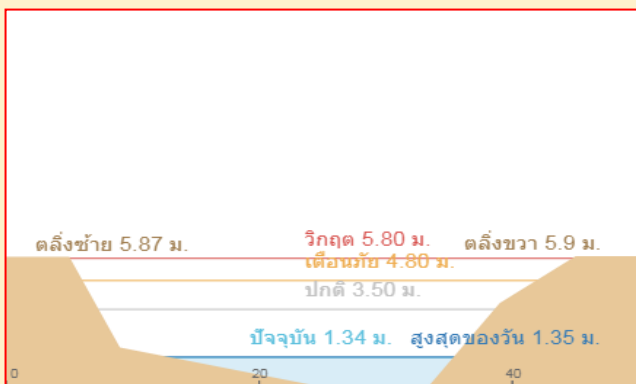 วิกฤต 5.80 ม.
ตลิ่งซ้าย 5.87 ม.
ตลิ่งขวา 5.9 ม.
เตือนภัย 4.80 ม.
ปกติ 3.50 ม.
ปัจจุบัน 1.34 ม. สูงสุดของวัน 1.35 ม.
0 20 40